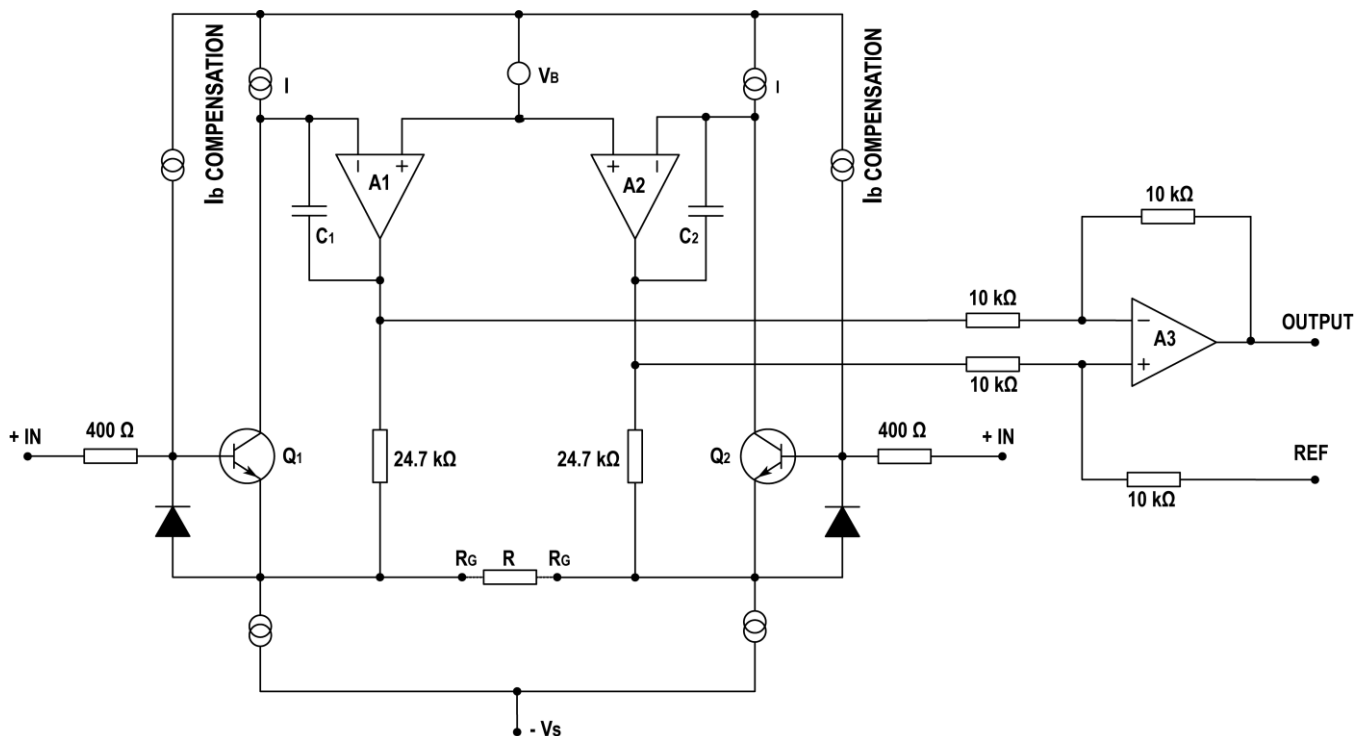 Ib COMPENSATION
I
VB
I
Ib COMPENSATION
A1
A2
C1
C2
10 kΩ
10 kΩ
A3
OUTPUT
10 kΩ
+ IN
400 Ω
Q1
24.7 kΩ
24.7 kΩ
Q2
400 Ω
+ IN
REF
10 kΩ
RG
R
RG
- Vs